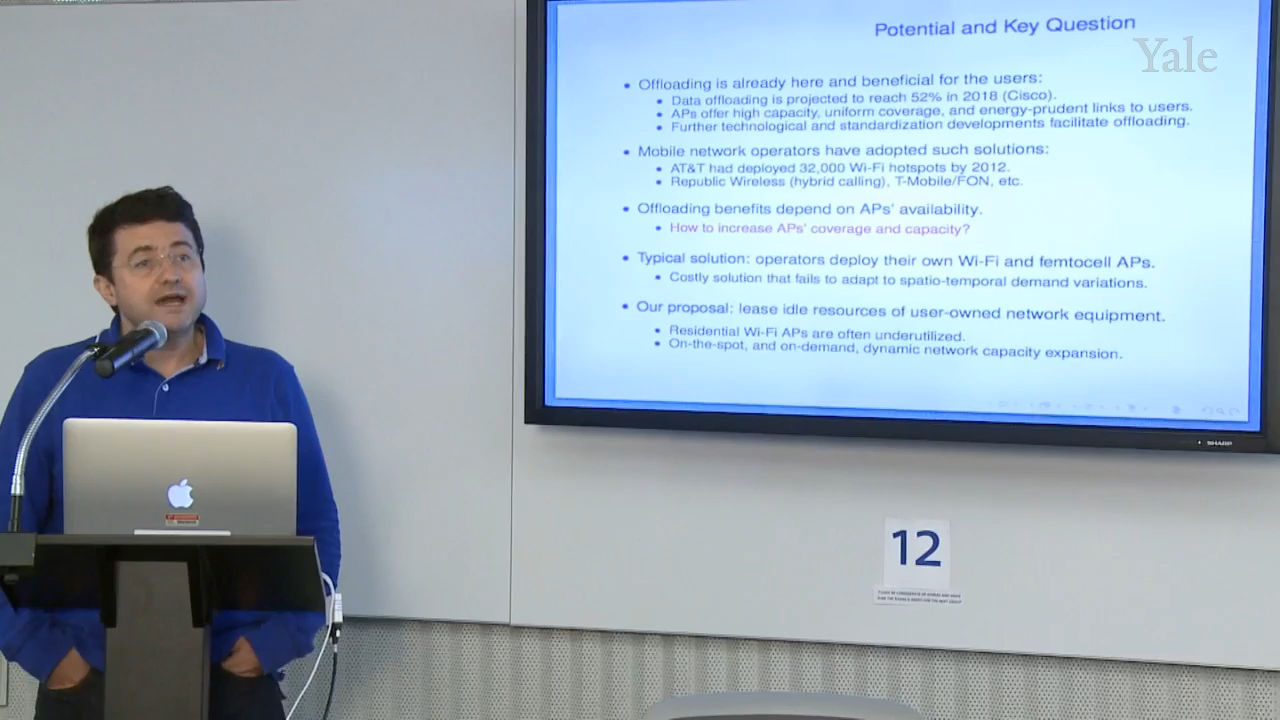 Potential and Key Question
Yale
• Offloading is already here and beneficial for the users:
• Data offloading is projected to reach 52% in 2018 (Cisco).
• APs offer high capacity, uniform coverage, and energy-prudent links to users.
• Further technological and standardization developments facilitate offloading.
• Mobile network operators have adopted such solutions:
• AT&T had deployed 32,000 Wi-Fi hotspots by 2012.
• Republic Wireless (hybrid calling), T-Mobile/FON, etc.
• Offloading benefits depend on APs' availability.
• How to increase APs' coverage and capacity?
• Typical solution: operators deploy their own Wi-Fi and femtocell APs.
• Costly solution that fails to adapt to spatio-temporal demand variations.
• Our proposal: lease idle resources of user-owned network equipment.
• Residential Wi-Fi APs are often underutilized.
• On-the-spot, and on-demand, dynamic network capacity expansion.
SHARP
12